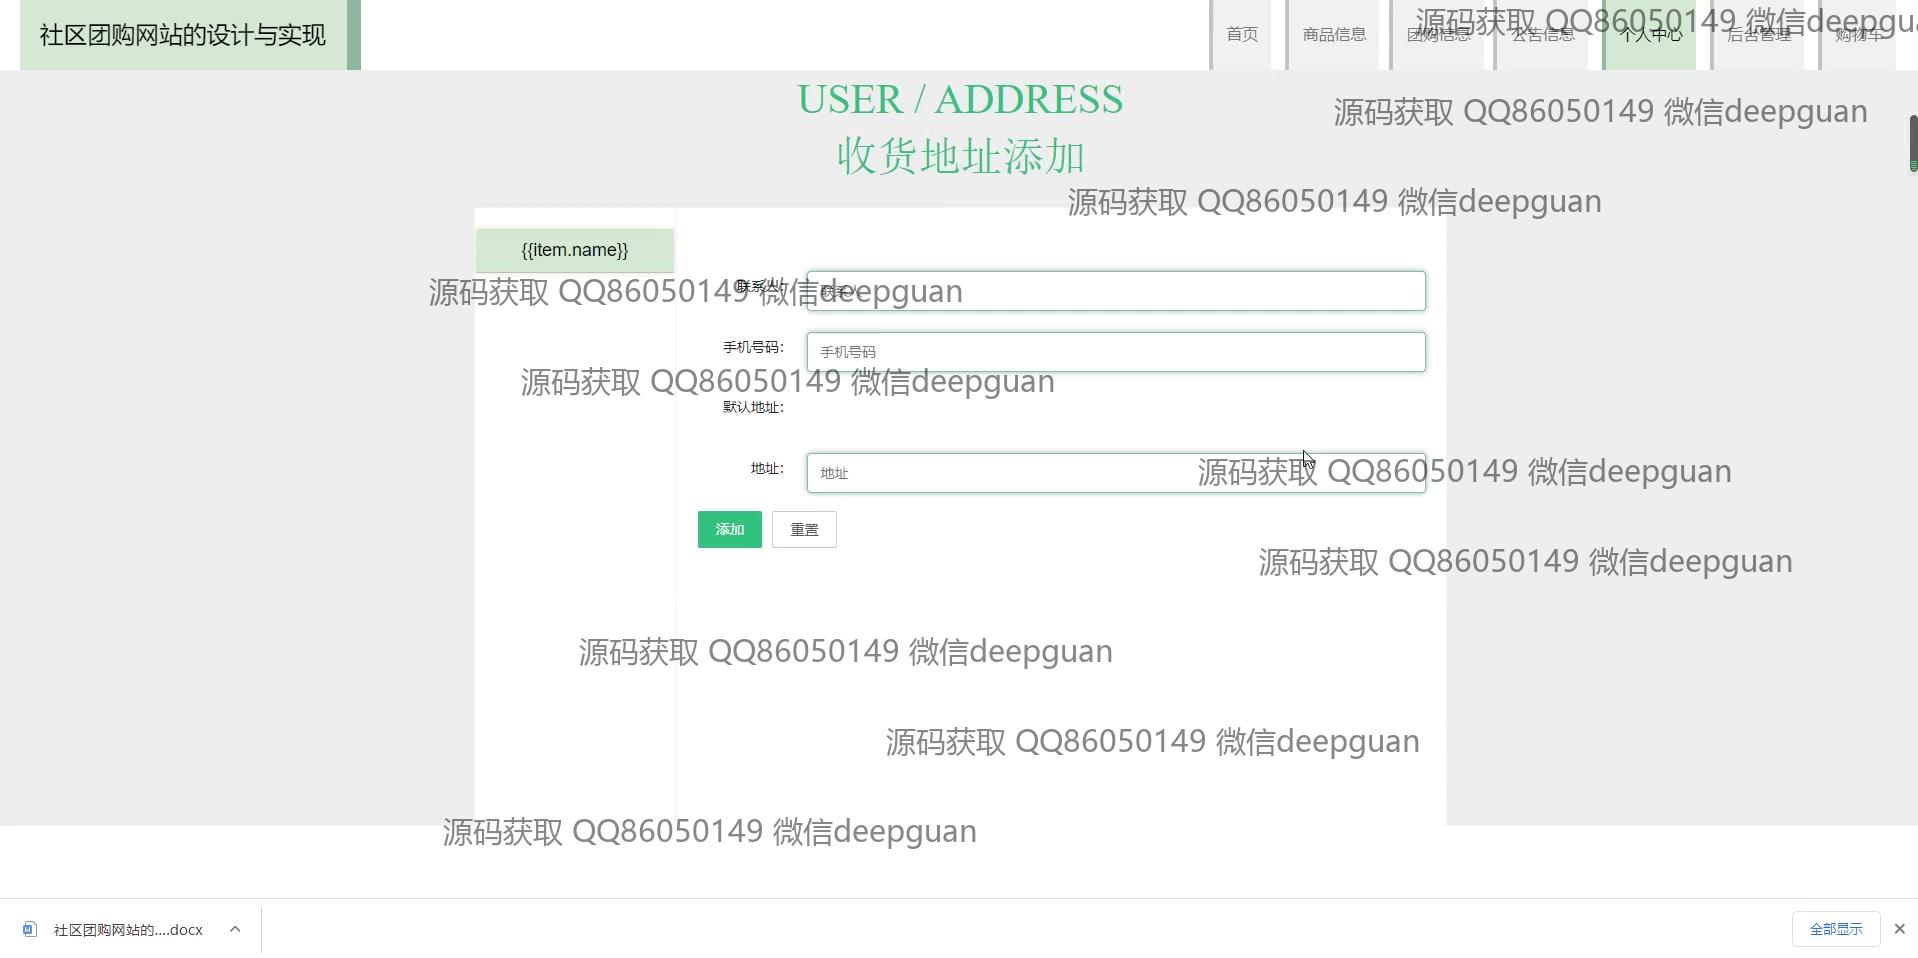 社区团购网站的设计与实现
首页
商品信息
团购信息
公告信息
个人中心
后台管理
购物车
源码获取 QQ86050149 微信deepgu
源码获取 QQ86050149 微信deepguan
USER / ADDRESS
收货地址添加
源码获取 QQ86050149 微信deepguan
{{item.name}}
联系人：
联系人
源码获取 QQ86050149 微信deepguan
手机号码：
手机号码
源码获取 QQ86050149 微信deepguan
默认地址：
地址：
地址
源码获取 QQ86050149 微信deepguan
添加
重置
源码获取 QQ86050149 微信deepguan
源码获取 QQ86050149 微信deepguan
源码获取 QQ86050149 微信deepguan
源码获取 QQ86050149 微信deepguan
社区团购网站的....docx
全部显示